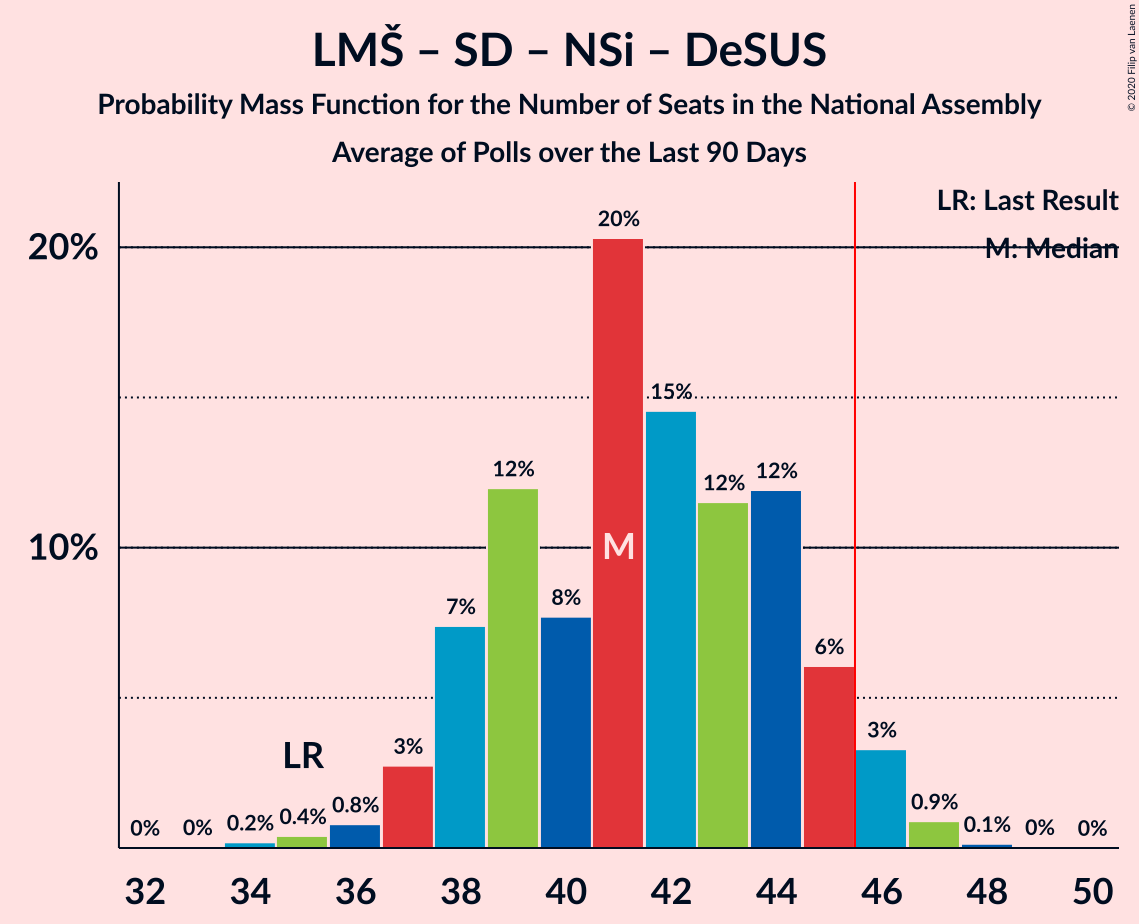 LMŠ – SD – NSi – DeSUS
Probability Mass Function for the Number of Seats in the National Assembly
Average of Polls over the Last 90 Days
© 2020 Filip van Laenen
LR: Last Result
M: Median
20%
10%
0%
0%
0.2%
0.4%
0.8%
3%
7%
12%
8%
20%
15%
12%
12%
6%
3%
0.9%
0.1%
0%
0%
LR
M
32 34 36 38 40 42 44 46 48 50